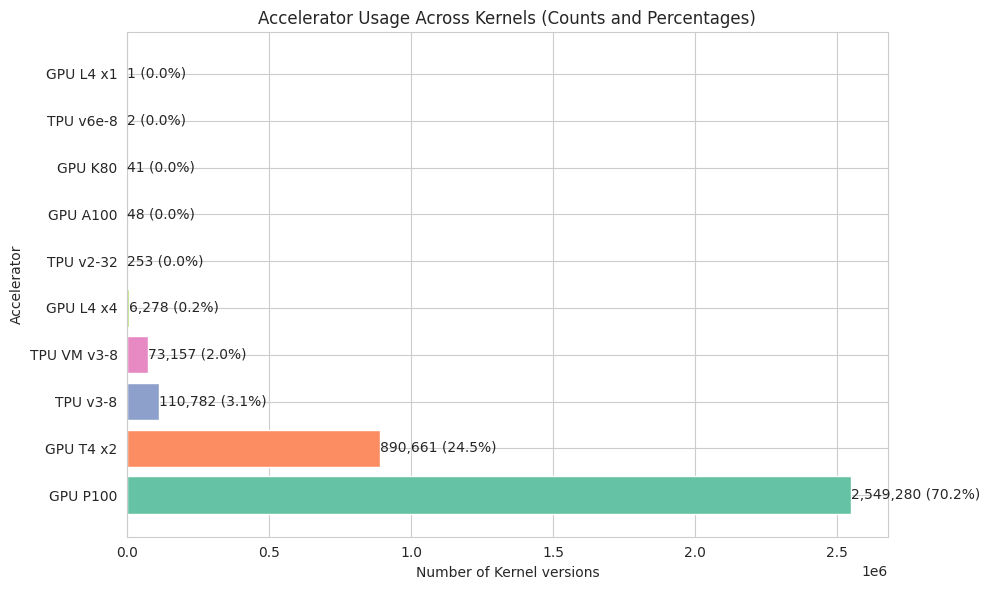 Accelerator Usage Across Kernels (Counts and Percentages)
Accelerator
GPU L4 x1 1 (0.0%)
TPU v6e-8 2 (0.0%)
GPU K80 41 (0.0%)
GPU A100 48 (0.0%)
TPU v2-32 253 (0.0%)
GPU L4 x4 6,278 (0.2%)
TPU VM v3-8 73,157 (2.0%)
TPU v3-8 110,782 (3.1%)
GPU T4 x2 890,661 (24.5%)
GPU P100 2,549,280 (70.2%)
0.0 0.5 1.0 1.5 2.0 2.5
1e6
Number of Kernel versions